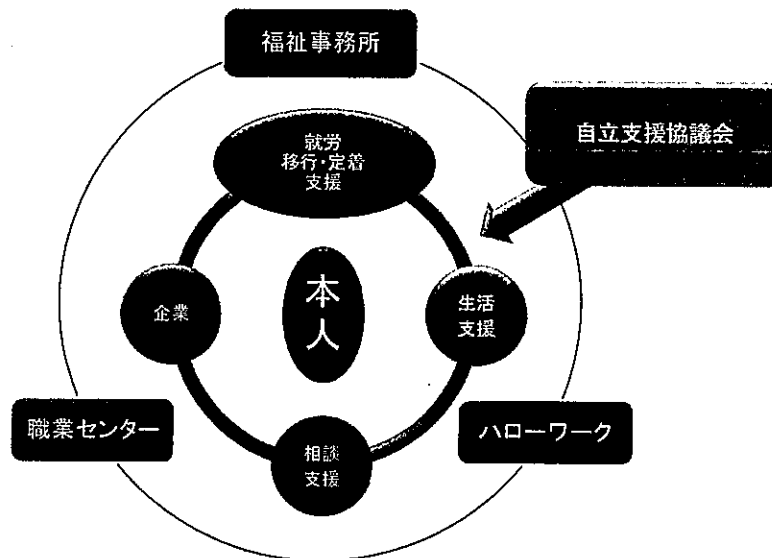 福祉事務所
自立支援協議会
就労
移行・定着
支援
本
人
企業
生活
支援
職業センター
ハローワーク
相談
支援